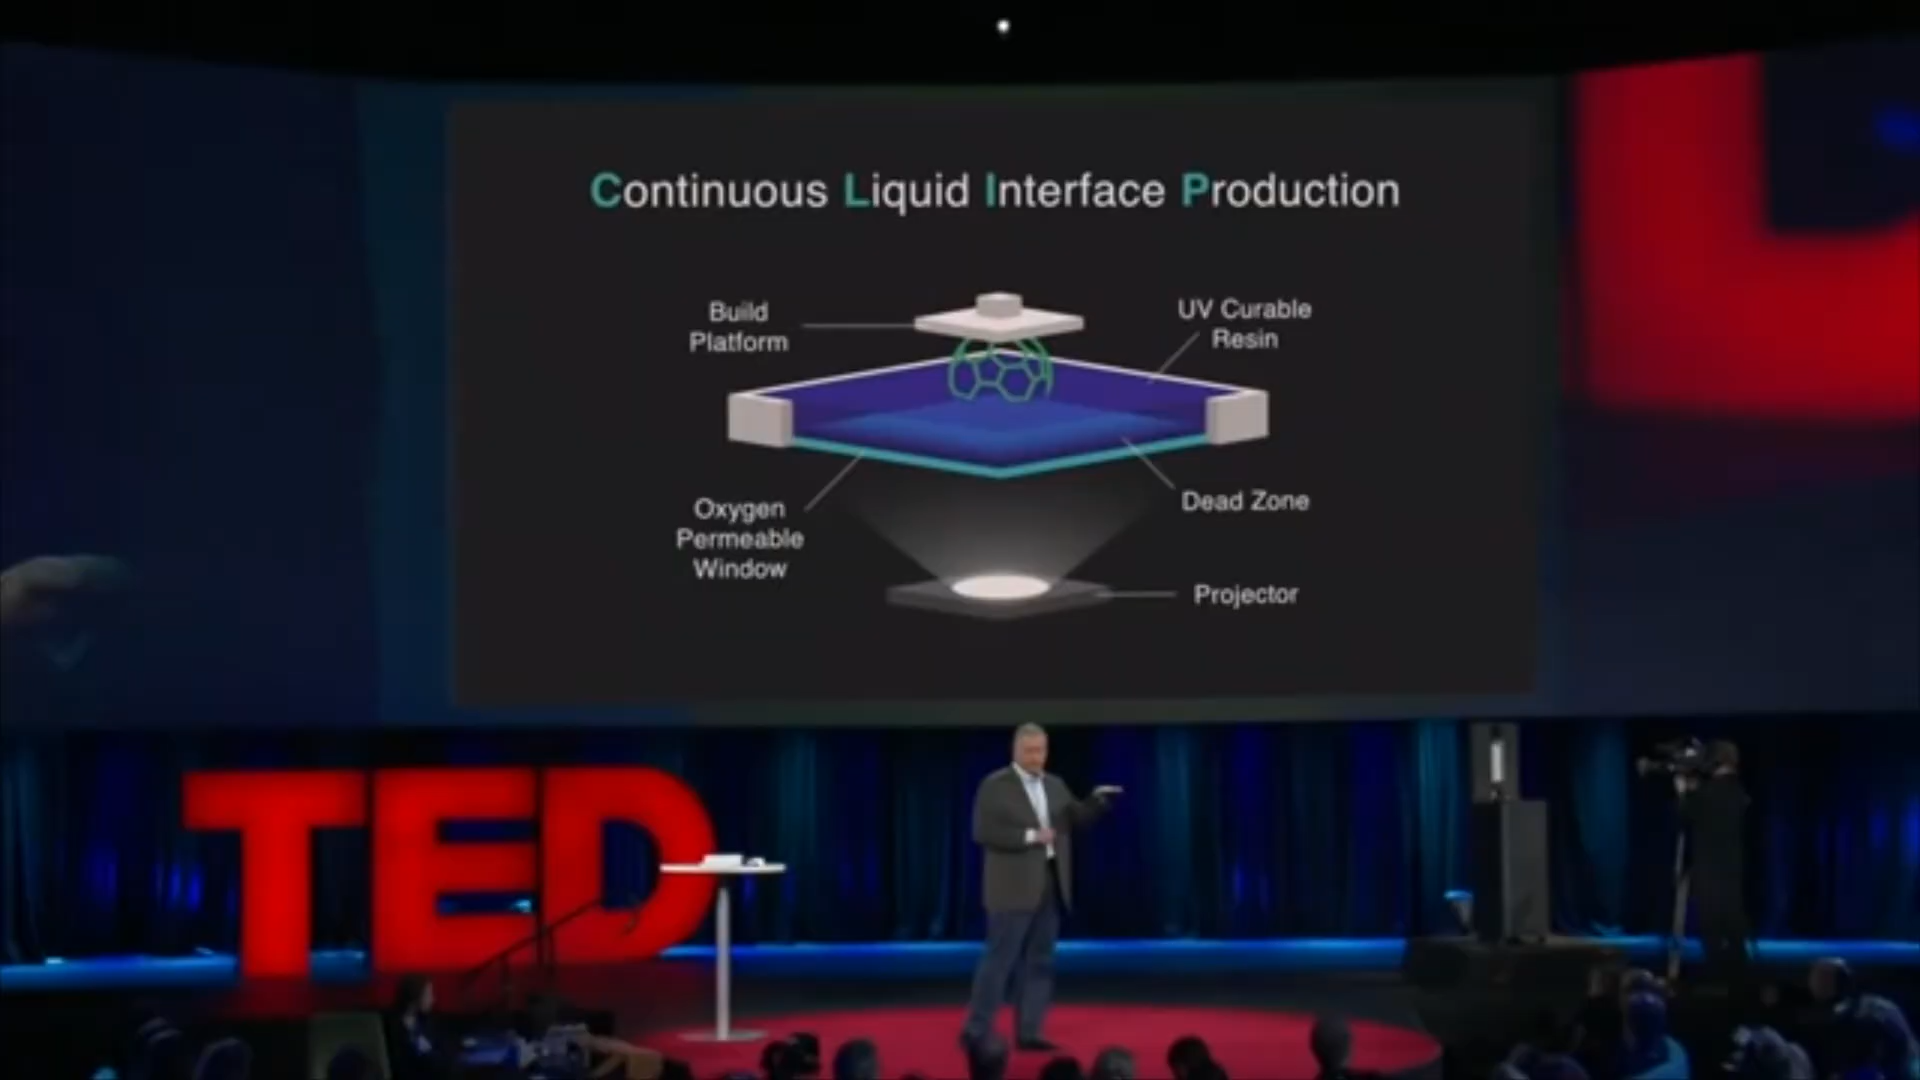 Continuous Liquid Interface Production
Build
Platform
UV Curable
Resin
Oxygen
Permeable
Window
Dead Zone
Projector
TED